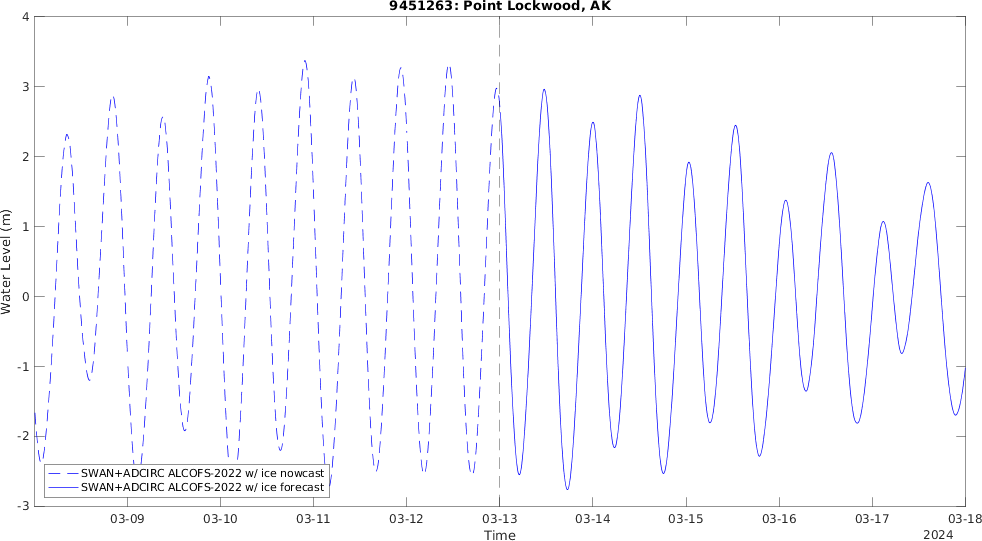 9451263: Point Lockwood, AK
4
3
2
1
0
-1
-2
-3
Water Level (m)
SWAN+ADCIRC ALCOFS-2022 w/ ice nowcast
SWAN+ADCIRC ALCOFS-2022 w/ ice forecast
03-09 03-10 03-11 03-12 03-13 03-14 03-15 03-16 03-17 03-18
Time
2024